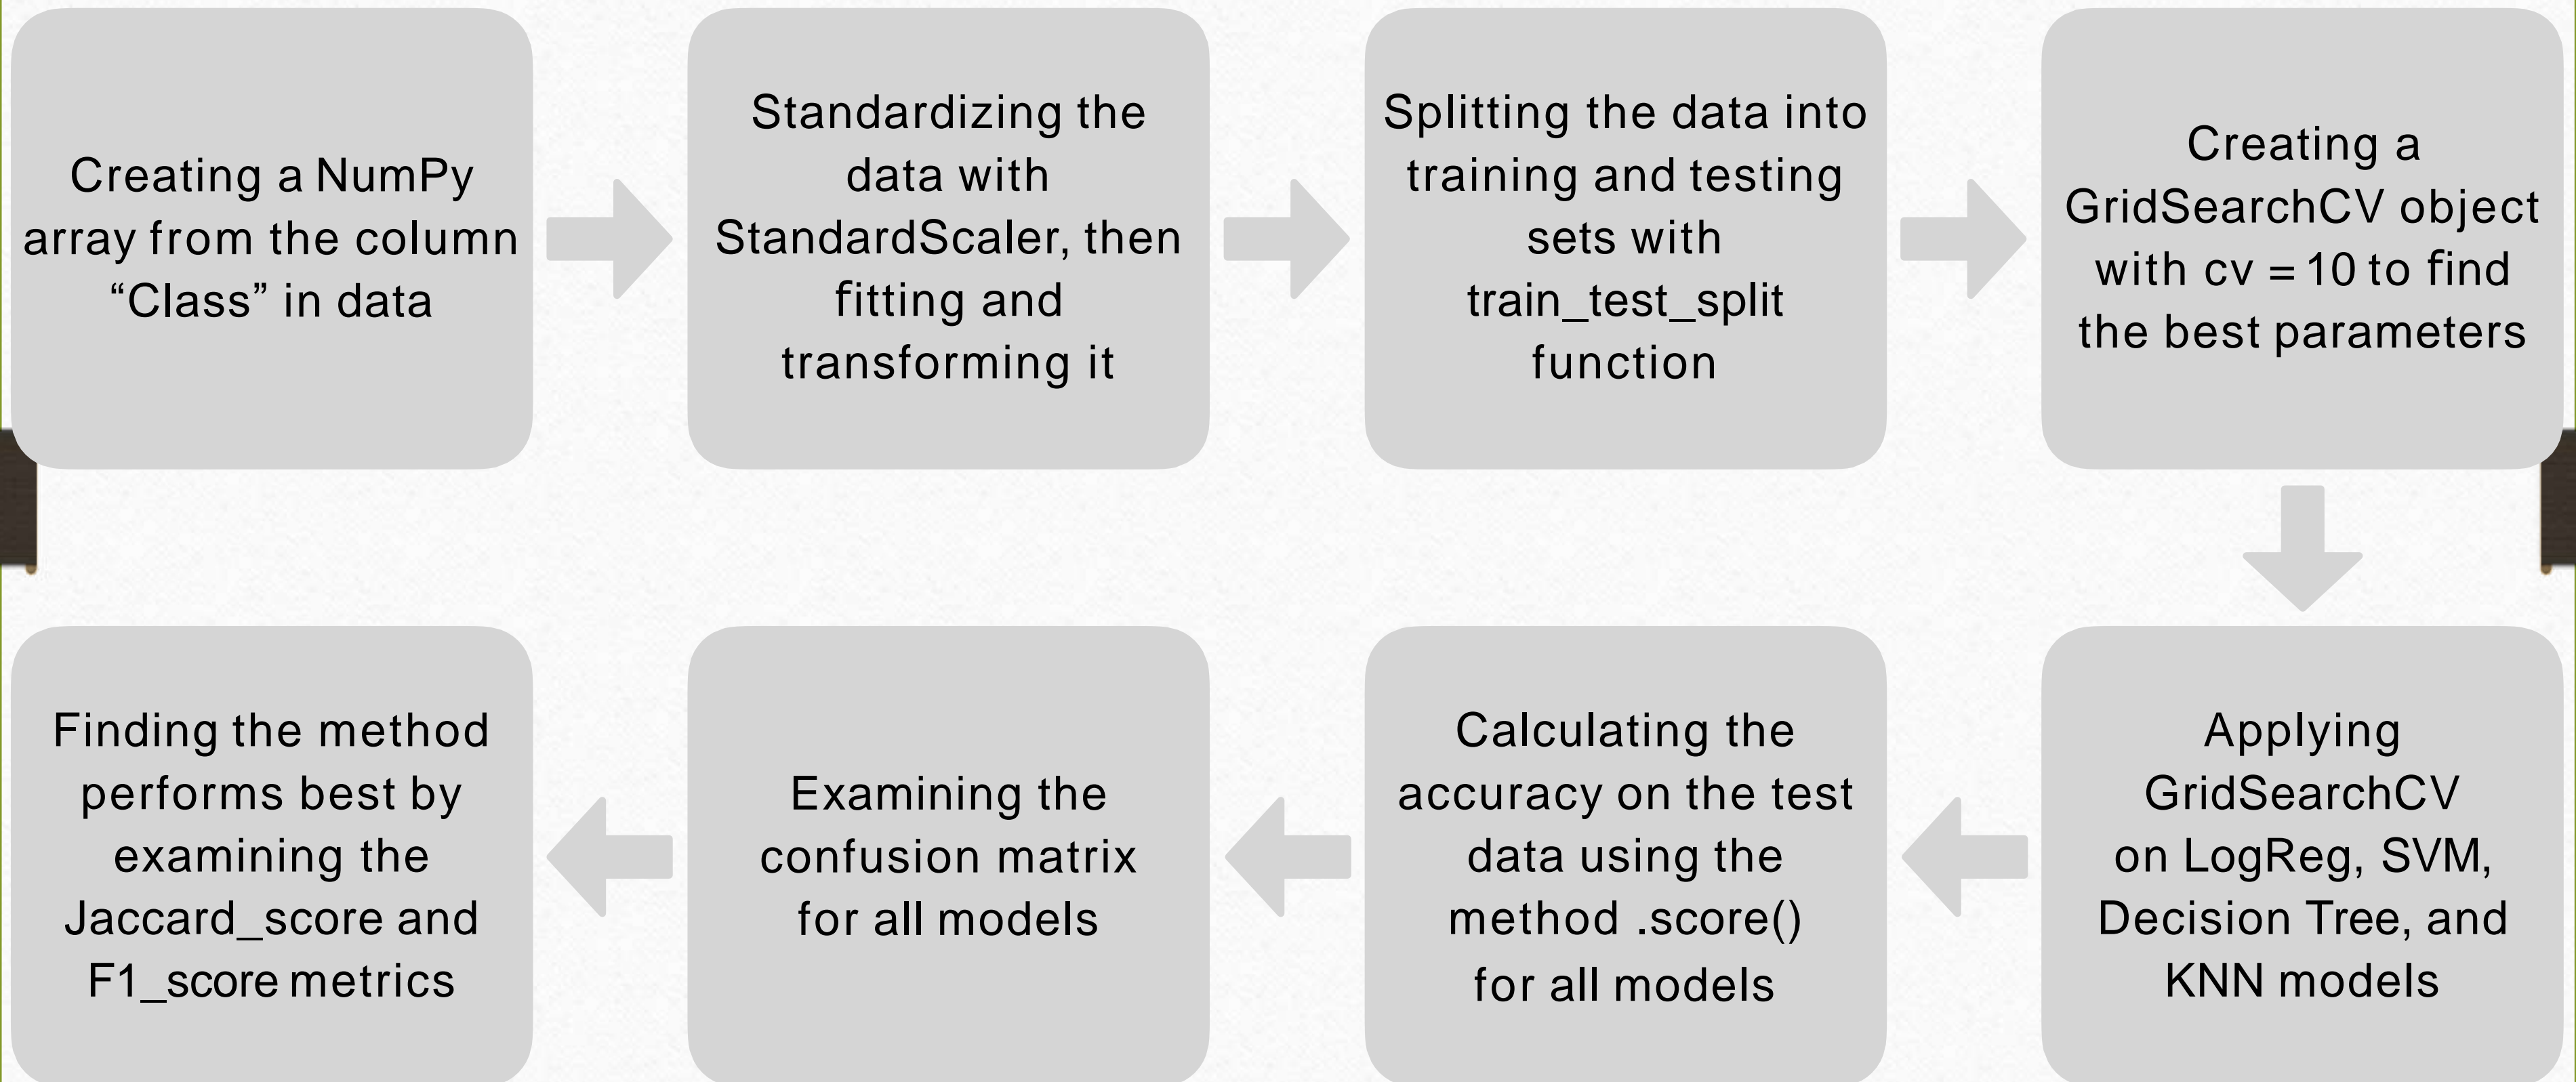 Creating a NumPy
array from the column
“Class” in data
Standardizing the
data with
StandardScaler, then
fitting and
transforming it
Splitting the data into
training and testing
sets with
train_test_split
function
Creating a
GridSearchCV object
with cv = 10 to find
the best parameters
Applying
GridSearchCV
on LogReg, SVM,
Decision Tree, and
KNN models
Calculating the
accuracy on the test
data using the
method .score()
for all models
Examining the
confusion matrix
for all models
Finding the method
performs best by
examining the
Jaccard_score and
F1_score metrics